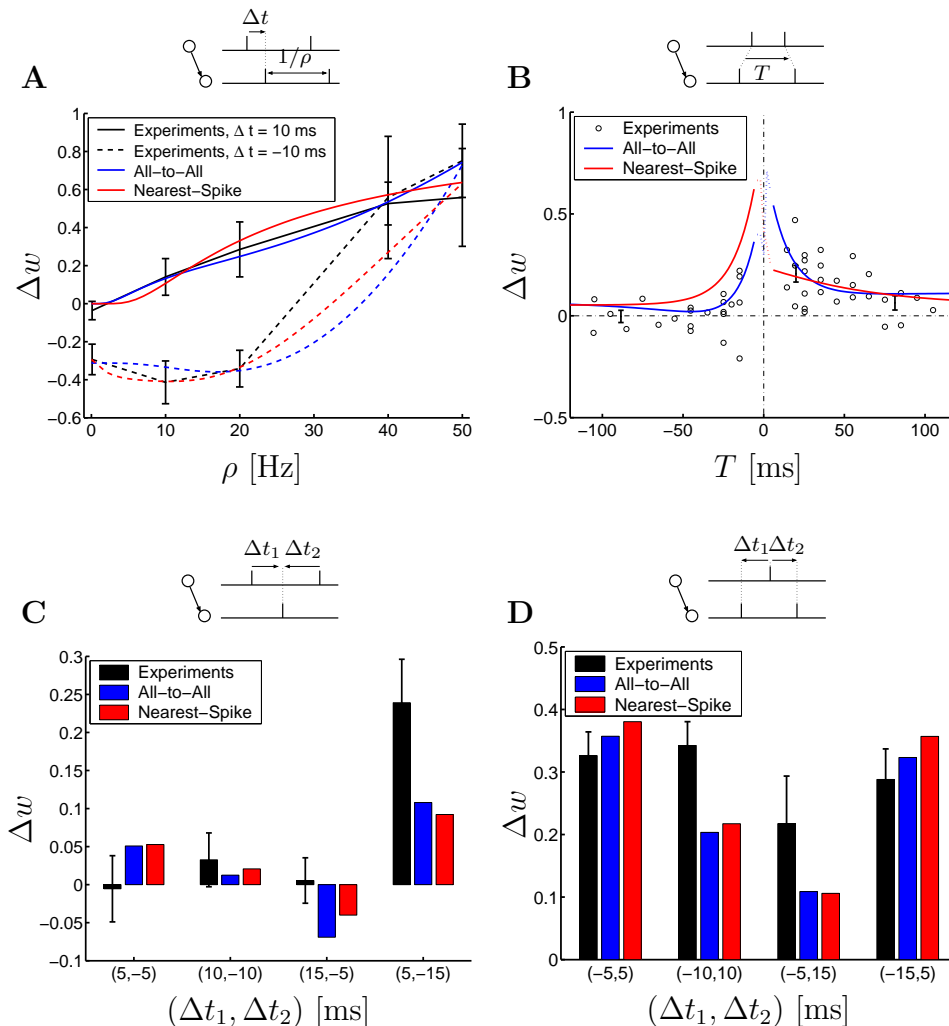 Δt
1/ρ
A
Experiments, Δ t = 10 ms
Experiments, Δ t = −10 ms
All−to−All
Nearest−Spike
1
0.8
0.6
0.4
0.2
0
−0.2
−0.4
−0.6
Δw
0 10 20 30 40 50
ρ [Hz]
T
B
Experiments
All−to−All
Nearest−Spike
1
0.5
0
−0.5
Δw
−100 −50 0 50 100
T [ms]
Δt₁ Δt₂
C
Experiments
All−to−All
Nearest−Spike
0.3
0.25
0.2
0.15
0.1
0.05
0
−0.05
−0.1
Δw
(5,−5) (10,−10) (15,−5) (5,−15)
(Δt₁, Δt₂) [ms]
Δt₁ Δt₂
D
Experiments
All−to−All
Nearest−Spike
0.5
0.4
0.3
0.2
0.1
0
Δw
(−5,5) (−10,10) (−5,15) (−15,5)
(Δt₁, Δt₂) [ms]